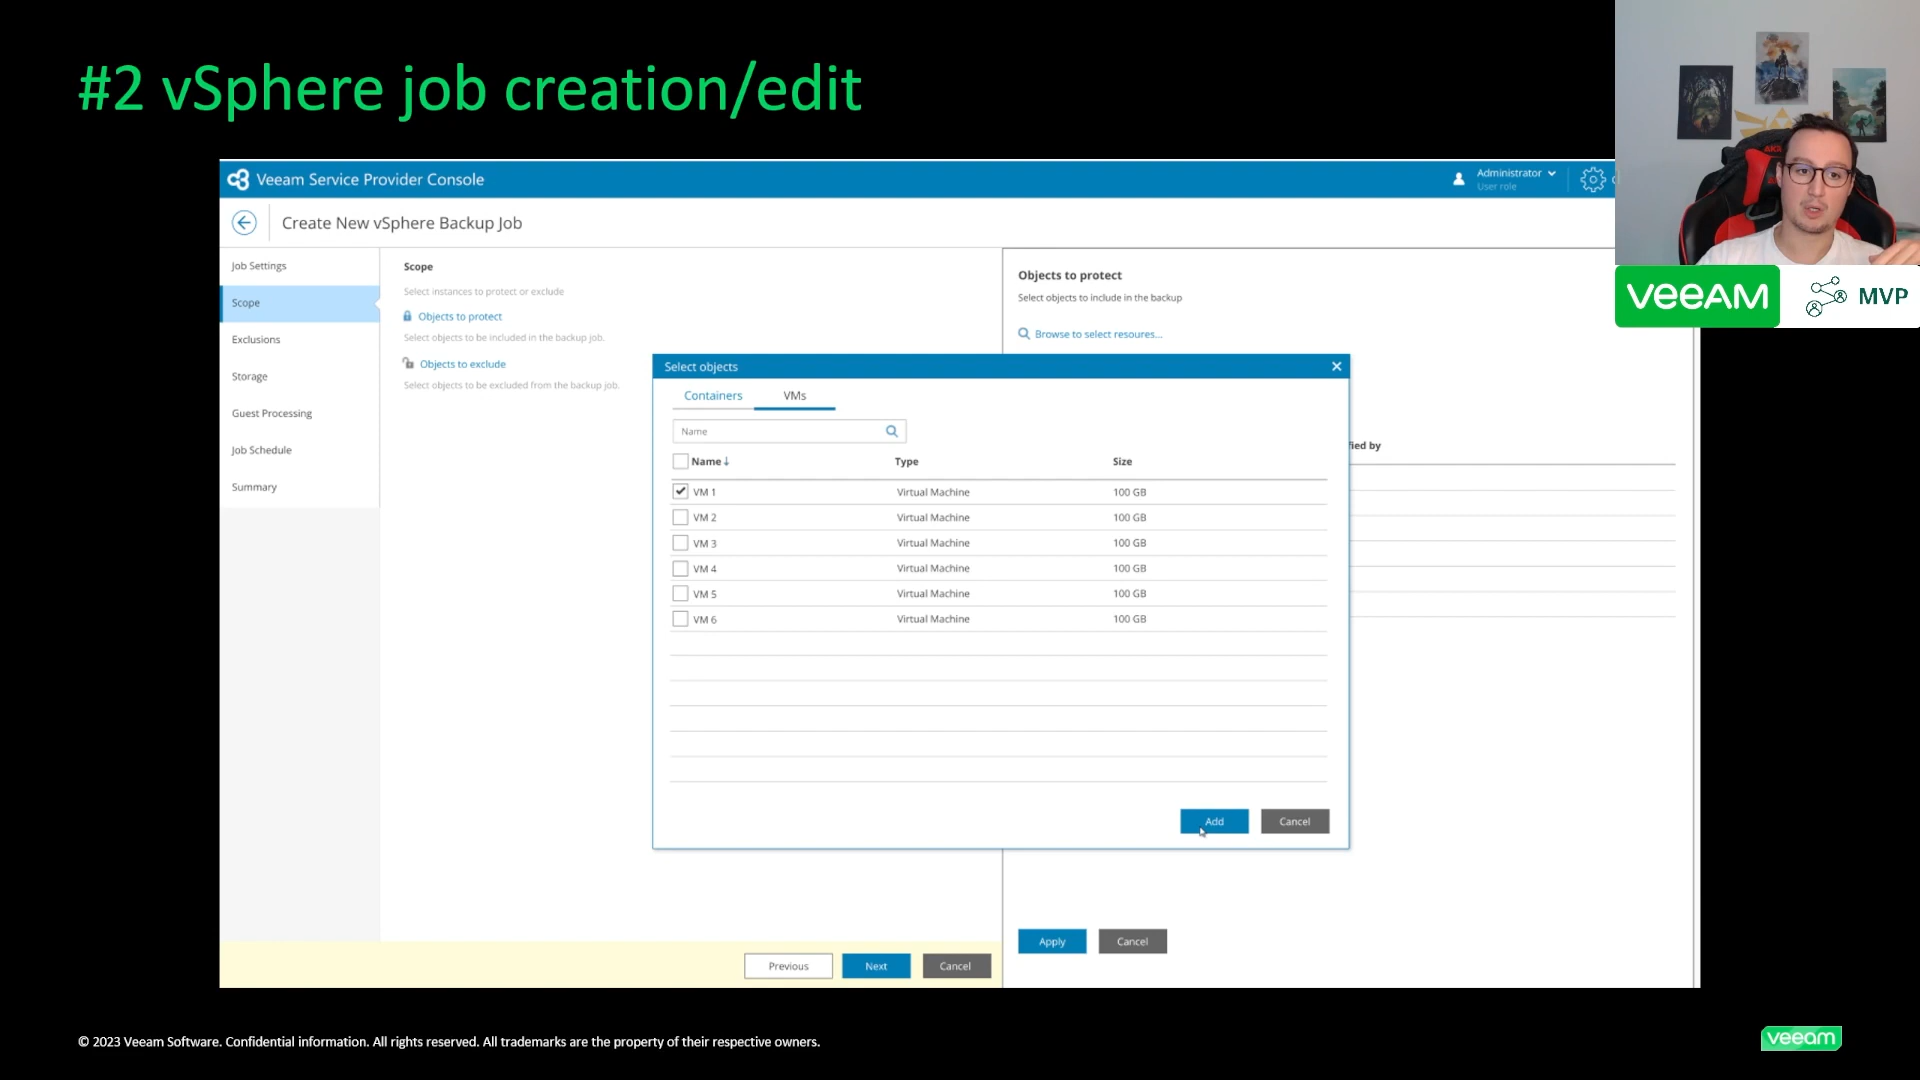 #2 vSphere job creation/edit
Veeam Service Provider Console
Administrator
User role
Create New vSphere Backup Job
Job Settings
Scope
Exclusions
Storage
Guest Processing
Job Schedule
Summary
Scope
Select instances to protect or exclude
Objects to protect
Select objects to be included in the backup job.
Objects to exclude
Select objects to be excluded from the backup job.
Objects to protect
Select objects to include in the backup
Browse to select resoures...
fied by
Select objects
Containers VMs
Name
Name Type Size
VM 1 Virtual Machine 100 GB
VM 2 Virtual Machine 100 GB
VM 3 Virtual Machine 100 GB
VM 4 Virtual Machine 100 GB
VM 5 Virtual Machine 100 GB
VM 6 Virtual Machine 100 GB
Add Cancel
Apply Cancel
Previous Next Cancel
veeAM MVP
© 2023 Veeam Software. Confidential information. All rights reserved. All trademarks are the property of their respective owners.
veeam